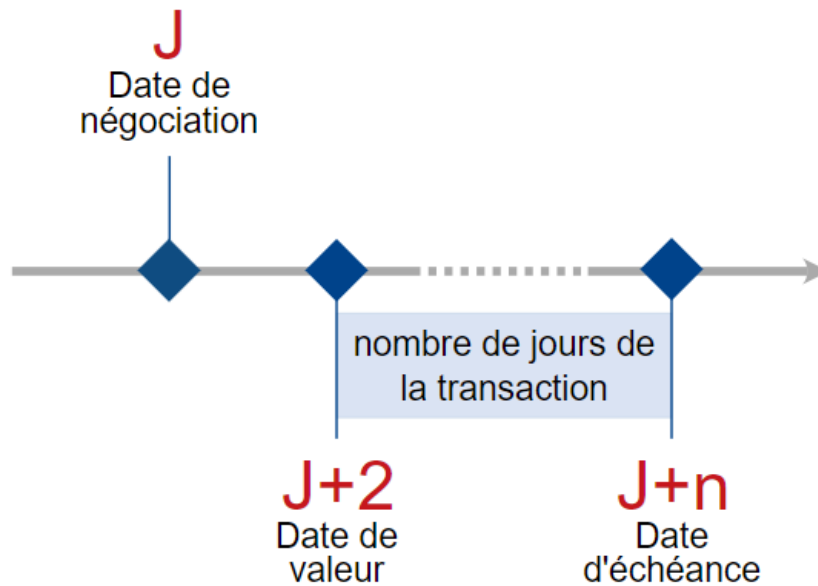 J
Date de
négociation
nombre de jours de
la transaction
J+2
Date de
valeur
J+n
Date
d'échéance